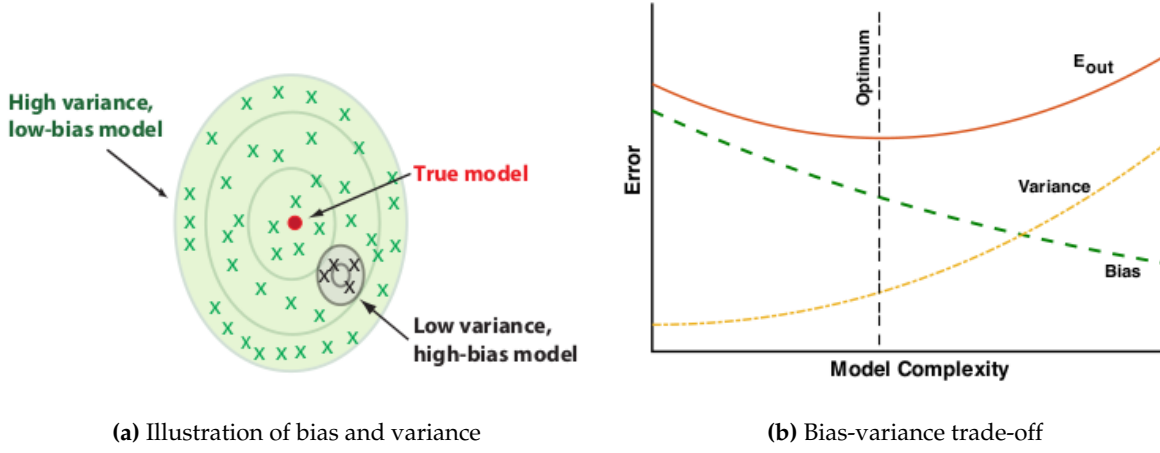 High variance,
low-bias model
True model
Low variance,
high-bias model
(a) Illustration of bias and variance
Error
Optimum
E_out
Variance
Bias
Model Complexity
(b) Bias-variance trade-off